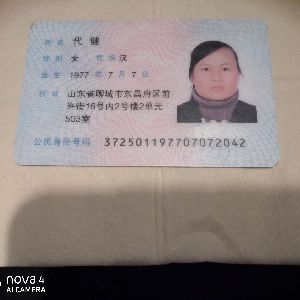 姓名 代健
性别 女 民族 汉
出生 1977 年 7 月 7 日
住址 山东省聊城市东昌府区前
街16号内2号楼2单元
503室
公民身份号码 372501197707072042
nova 4
AI CAMERA